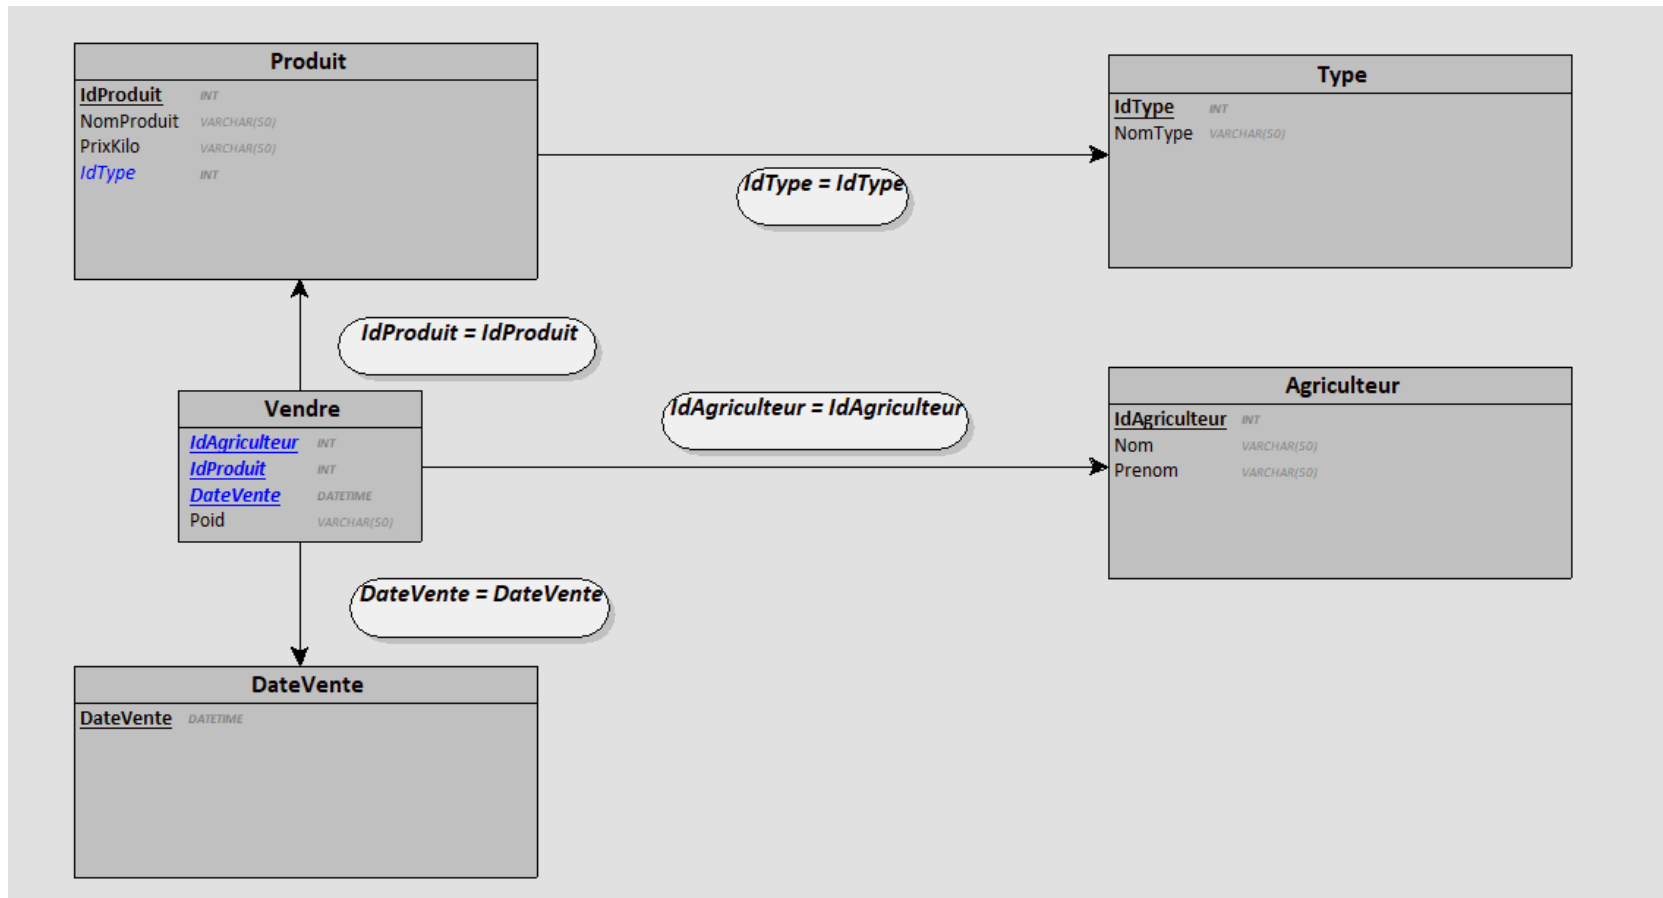 Produit
IdProduit INT
NomProduit VARCHAR(50)
PrixKilo VARCHAR(50)
IdType INT
Type
IdType INT
NomType VARCHAR(50)
IdType = IdType
IdProduit = IdProduit
Vendre
IdAgriculteur INT
IdProduit INT
DateVente DATETIME
Poid VARCHAR(50)
IdAgriculteur = IdAgriculteur
Agriculteur
IdAgriculteur INT
Nom VARCHAR(50)
Prenom VARCHAR(50)
DateVente = DateVente
DateVente
DateVente DATETIME